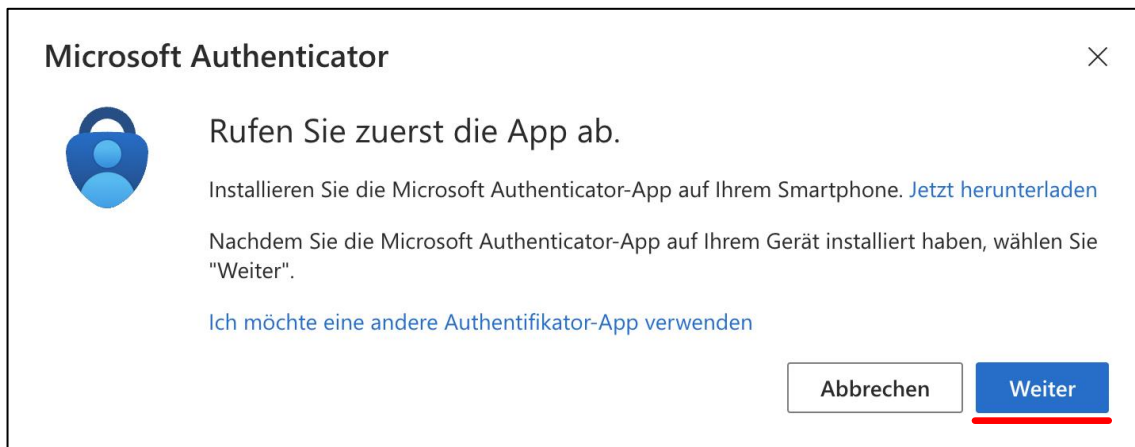 Microsoft Authenticator
Rufen Sie zuerst die App ab.
Installieren Sie die Microsoft Authenticator-App auf Ihrem Smartphone. Jetzt herunterladen
Nachdem Sie die Microsoft Authenticator-App auf Ihrem Gerät installiert haben, wählen Sie
"Weiter".
Ich möchte eine andere Authentifikator-App verwenden
Abbrechen Weiter